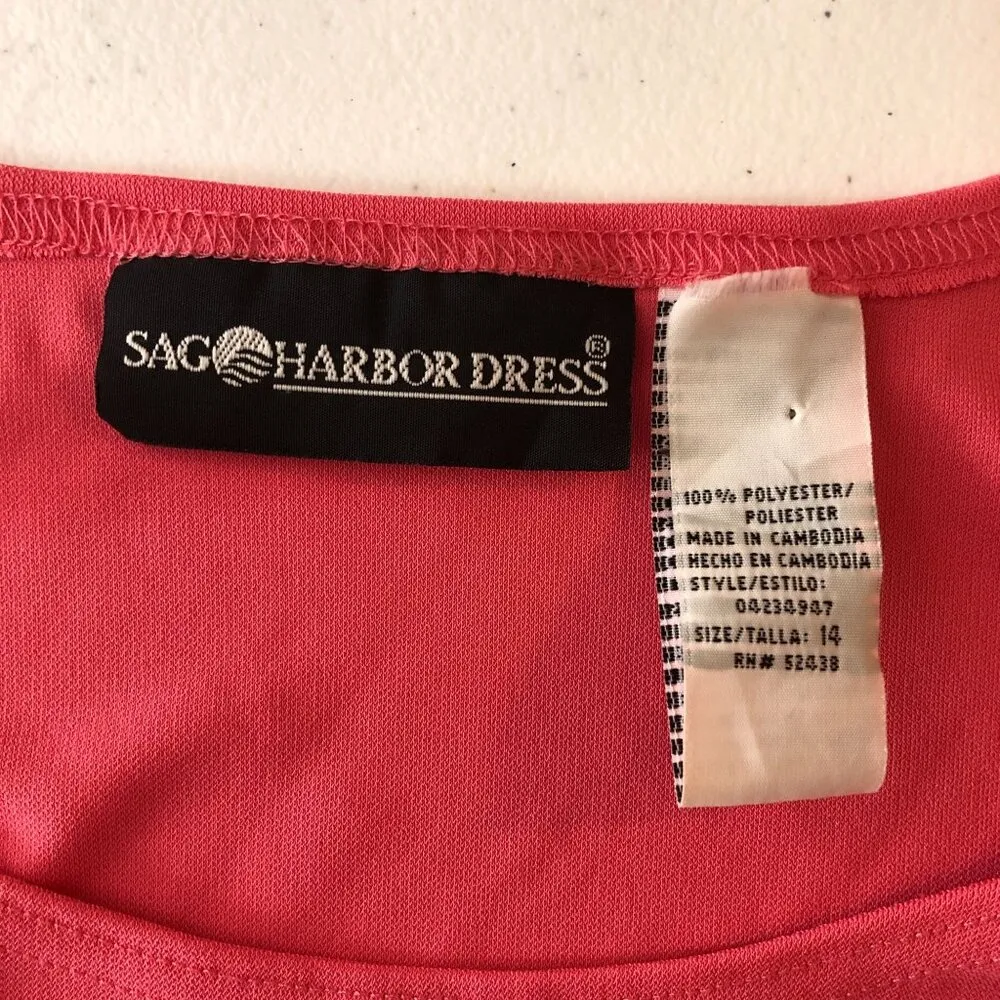 SAG HARBOR DRESS®
100% POLYESTER/
POLIESTER
MADE IN CAMBODIA
HECHO EN CAMBODIA
STYLE/ESTILO:
04234947
SIZE/TALLA: 14
RN# 52438